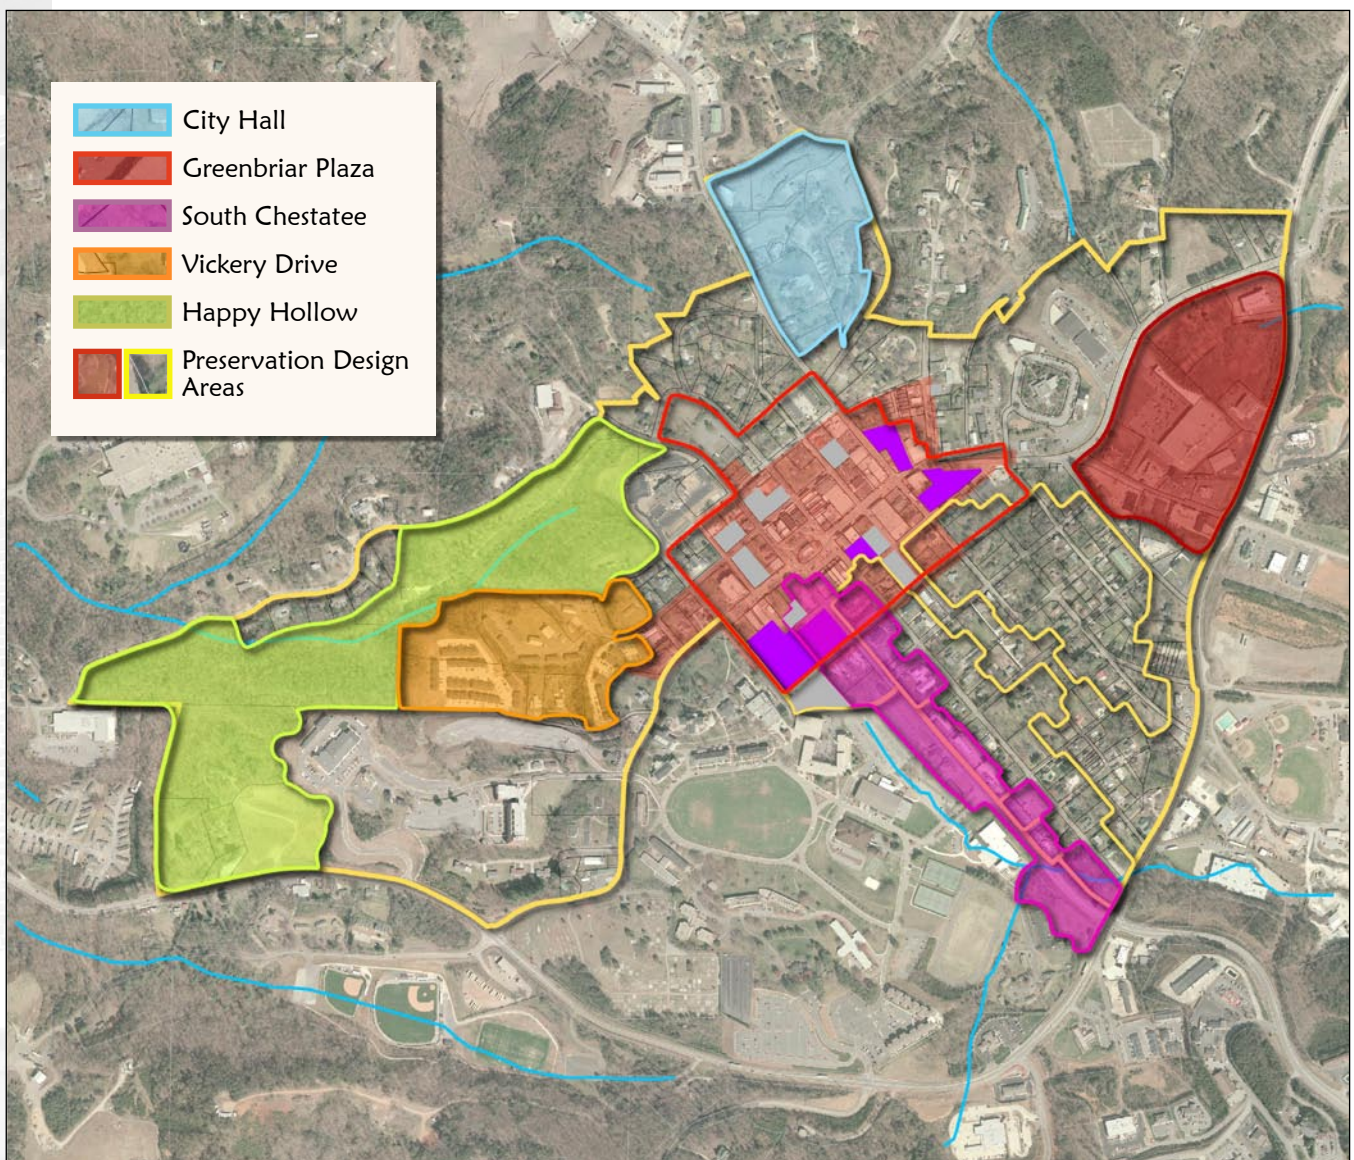 City Hall
Greenbriar Plaza
South Chestatee
Vickery Drive
Happy Hollow
Preservation Design
Areas